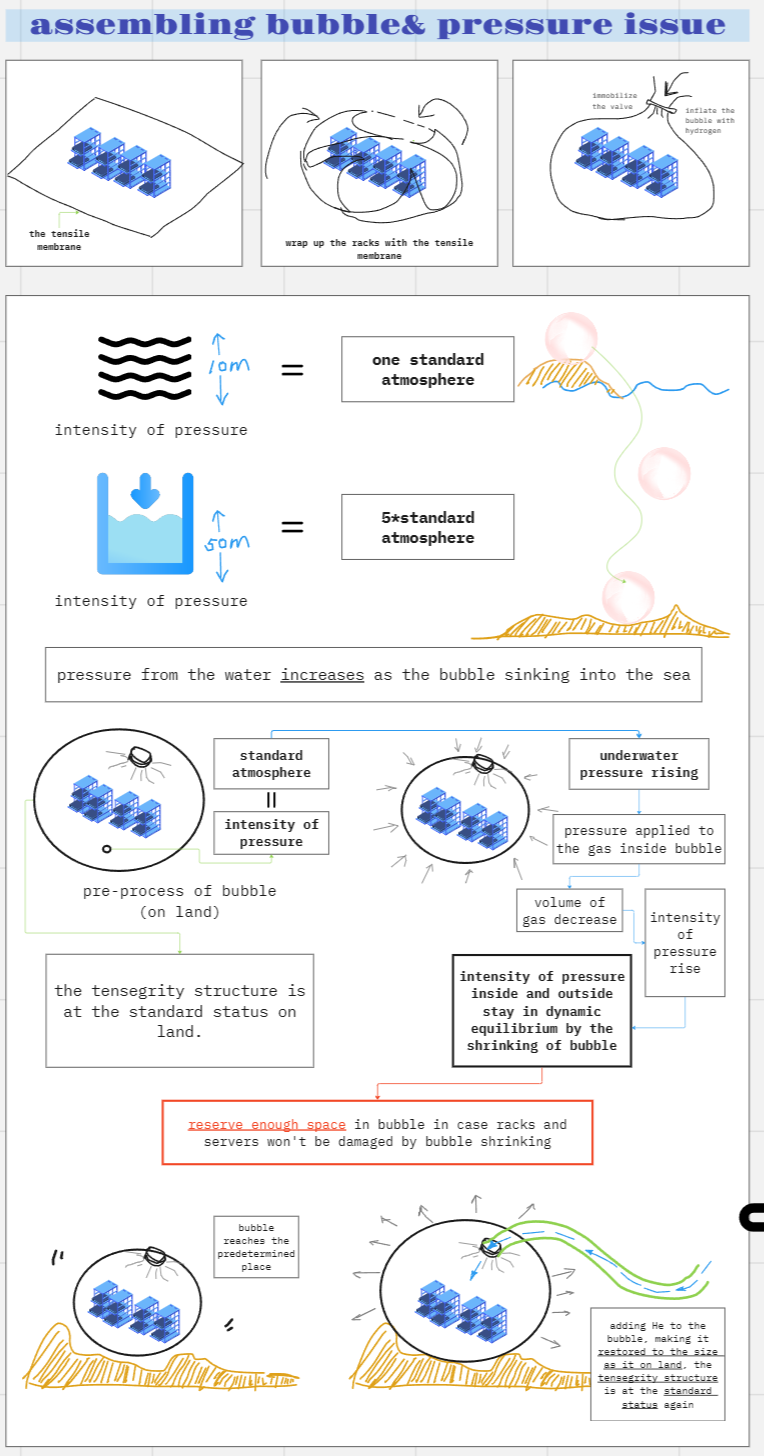 assembling bubble& pressure issue
the tensile
membrane
wrap up the racks with the tensile
membrane
immobilize
the valve
inflate the
bubble with
hydrogen
10m
=
one standard
atmosphere
intensity of pressure
50m
=
5*standard
atmosphere
intensity of pressure
pressure from the water increases as the bubble sinking into the sea
standard
atmosphere
=
intensity of
pressure
pre-process of bubble
(on land)
the tensegrity structure is
at the standard status on
land.
underwater
pressure rising
pressure applied to
the gas inside bubble
volume of
gas decrease
intensity
of
pressure
rise
intensity of pressure
inside and outside
stay in dynamic
equilibrium by the
shrinking of bubble
reserve enough space in bubble in case racks and
servers won't be damaged by bubble shrinking
bubble
reaches the
predetermined
place
adding He to the
bubble, making it
restored to the size
as it on land, the
tensegrity structure
is at the standard
status again